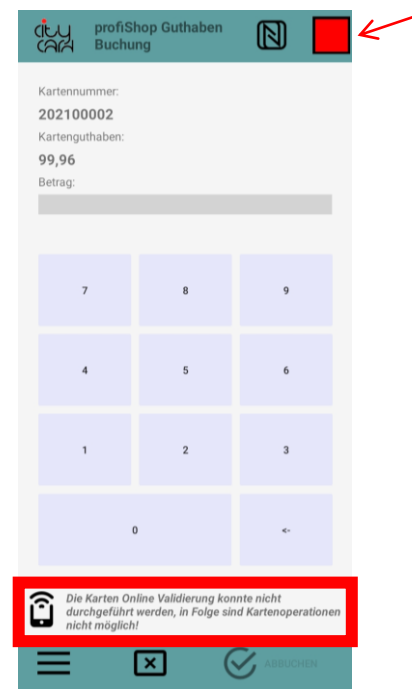 city card
profiShop Guthaben
Buchung
Kartennummer:
202100002
Kartenguthaben:
99,96
Betrag:
7 8 9
4 5 6
1 2 3
0 <-
Die Karten Online Validierung konnte nicht
durchgeführt werden, in Folge sind Kartenoperationen
nicht möglich!
ABBUCHEN